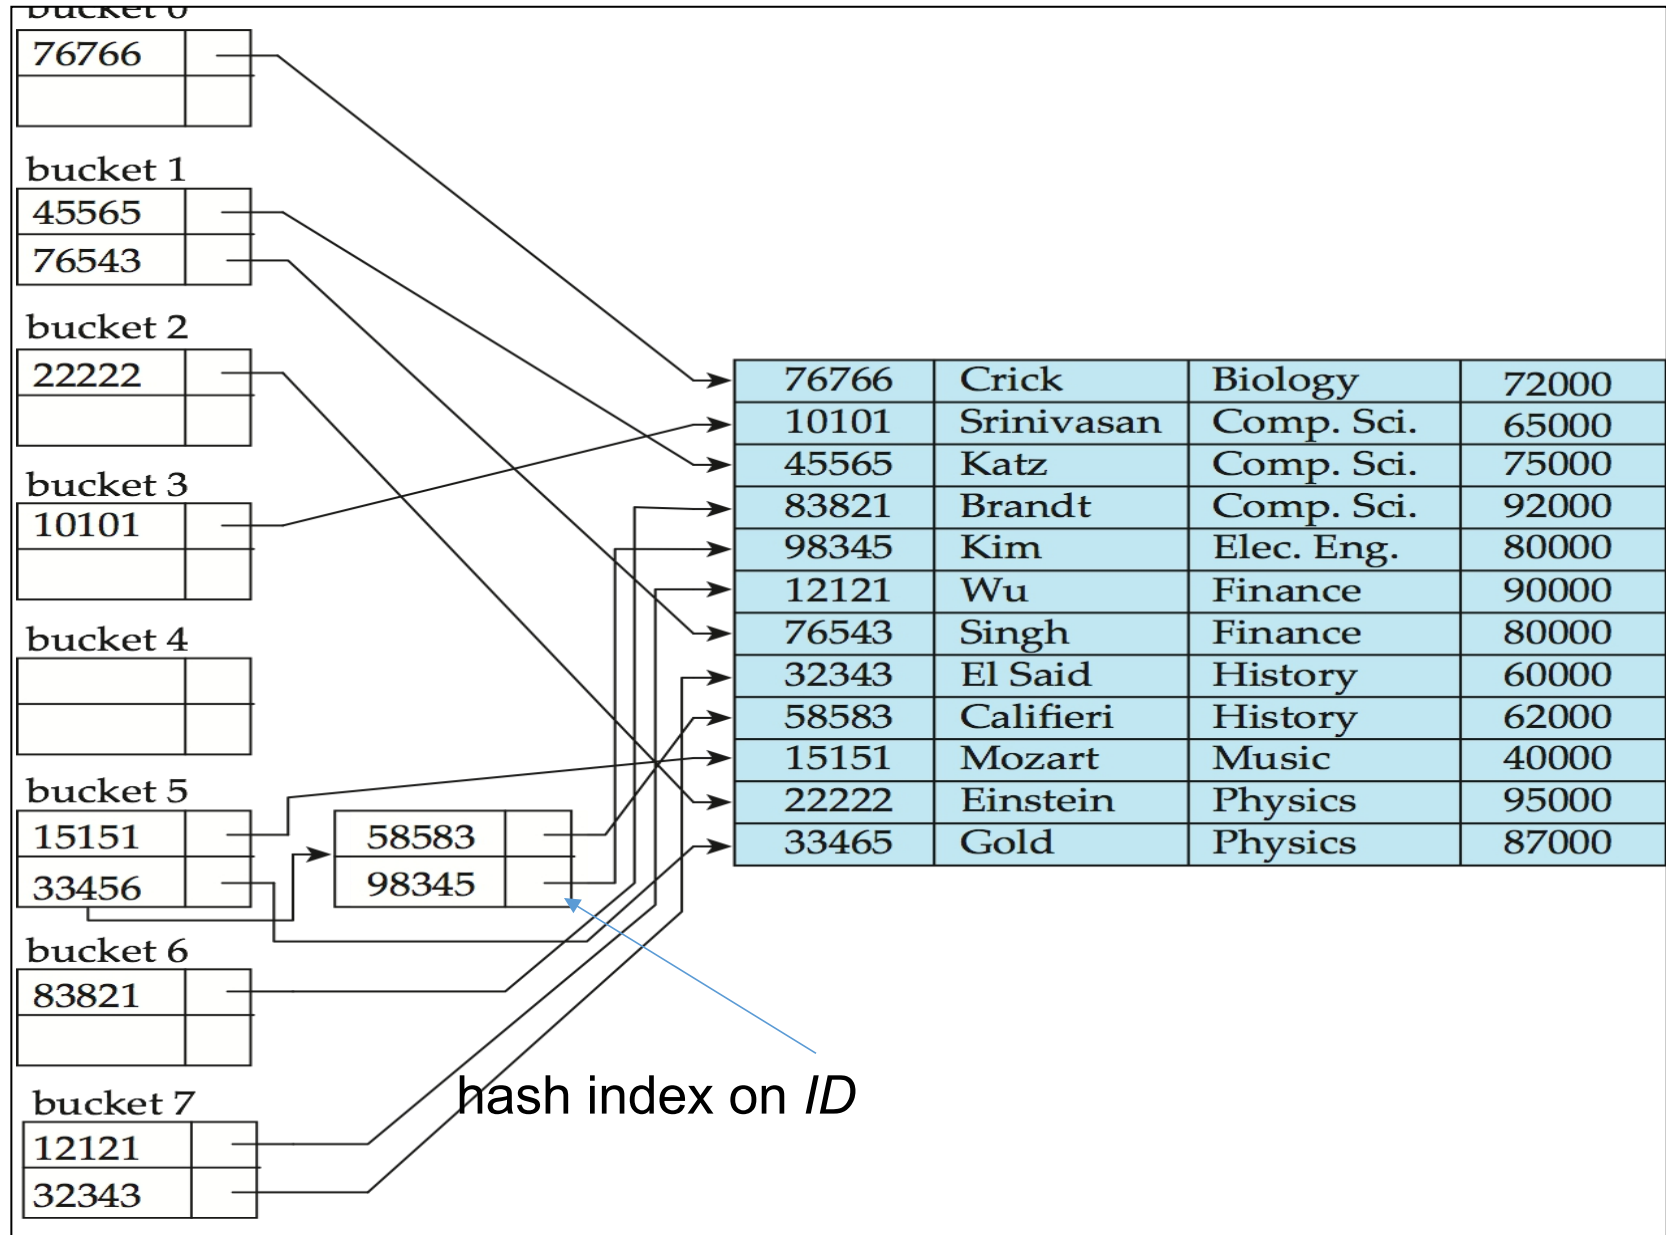 bucket 0
76766
bucket 1
45565
76543
bucket 2
22222
bucket 3
10101
bucket 4
bucket 5
15151
33456
58583
98345
bucket 6
83821
bucket 7
12121
32343
76766 Crick Biology 72000
10101 Srinivasan Comp. Sci. 65000
45565 Katz Comp. Sci. 75000
83821 Brandt Comp. Sci. 92000
98345 Kim Elec. Eng. 80000
12121 Wu Finance 90000
76543 Singh Finance 80000
32343 El Said History 60000
58583 Califieri History 62000
15151 Mozart Music 40000
22222 Einstein Physics 95000
33465 Gold Physics 87000
hash index on ID